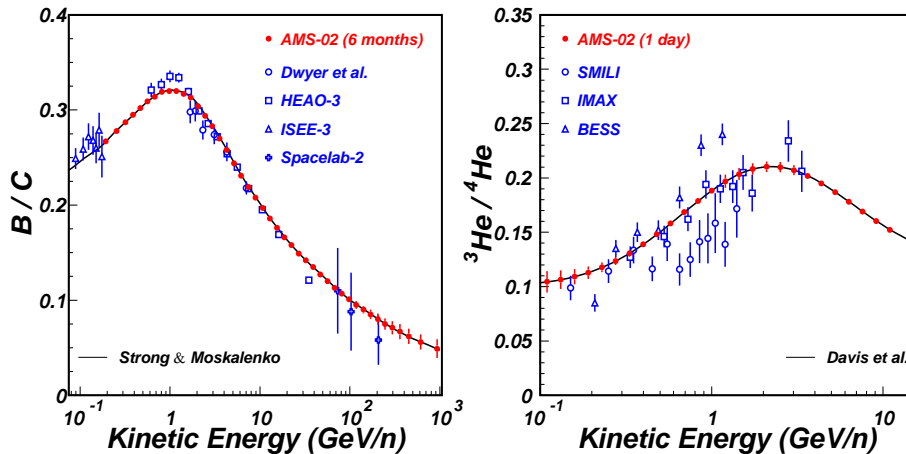 B / C
0.4
0.3
0.2
0.1
0
AMS-02 (6 months)
Dwyer et al.
HEAO-3
ISEE-3
Spacelab-2
Strong & Moskalenko
10^-1 1 10 10^2 10^3
Kinetic Energy (GeV/n)
^3He / ^4He
0.35
0.3
0.25
0.2
0.15
0.1
0.05
0
AMS-02 (1 day)
SMILI
IMAX
BESS
Davis et al.
10^-1 1 10
Kinetic Energy (GeV/n)